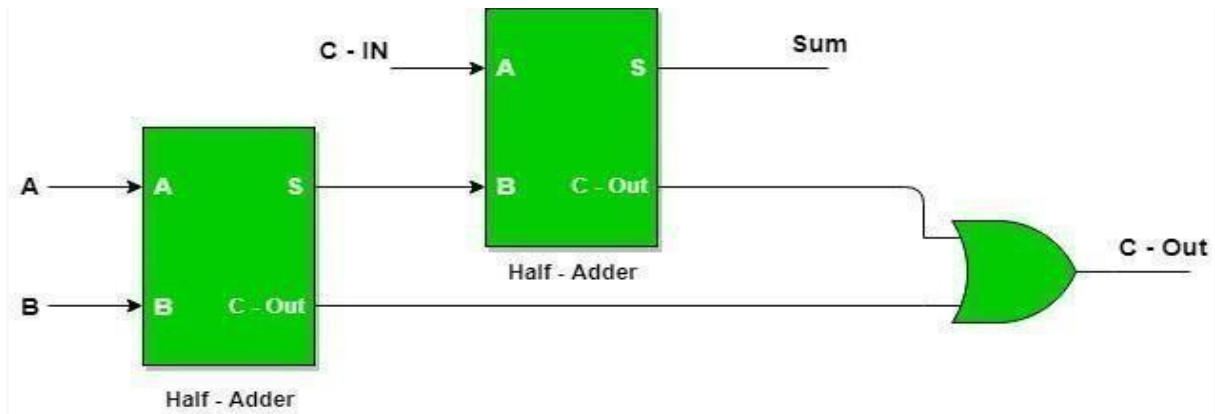 C - IN
Sum
A
S
A
A
S
B
C - Out
C - Out
Half - Adder
B
B
C - Out
Half - Adder